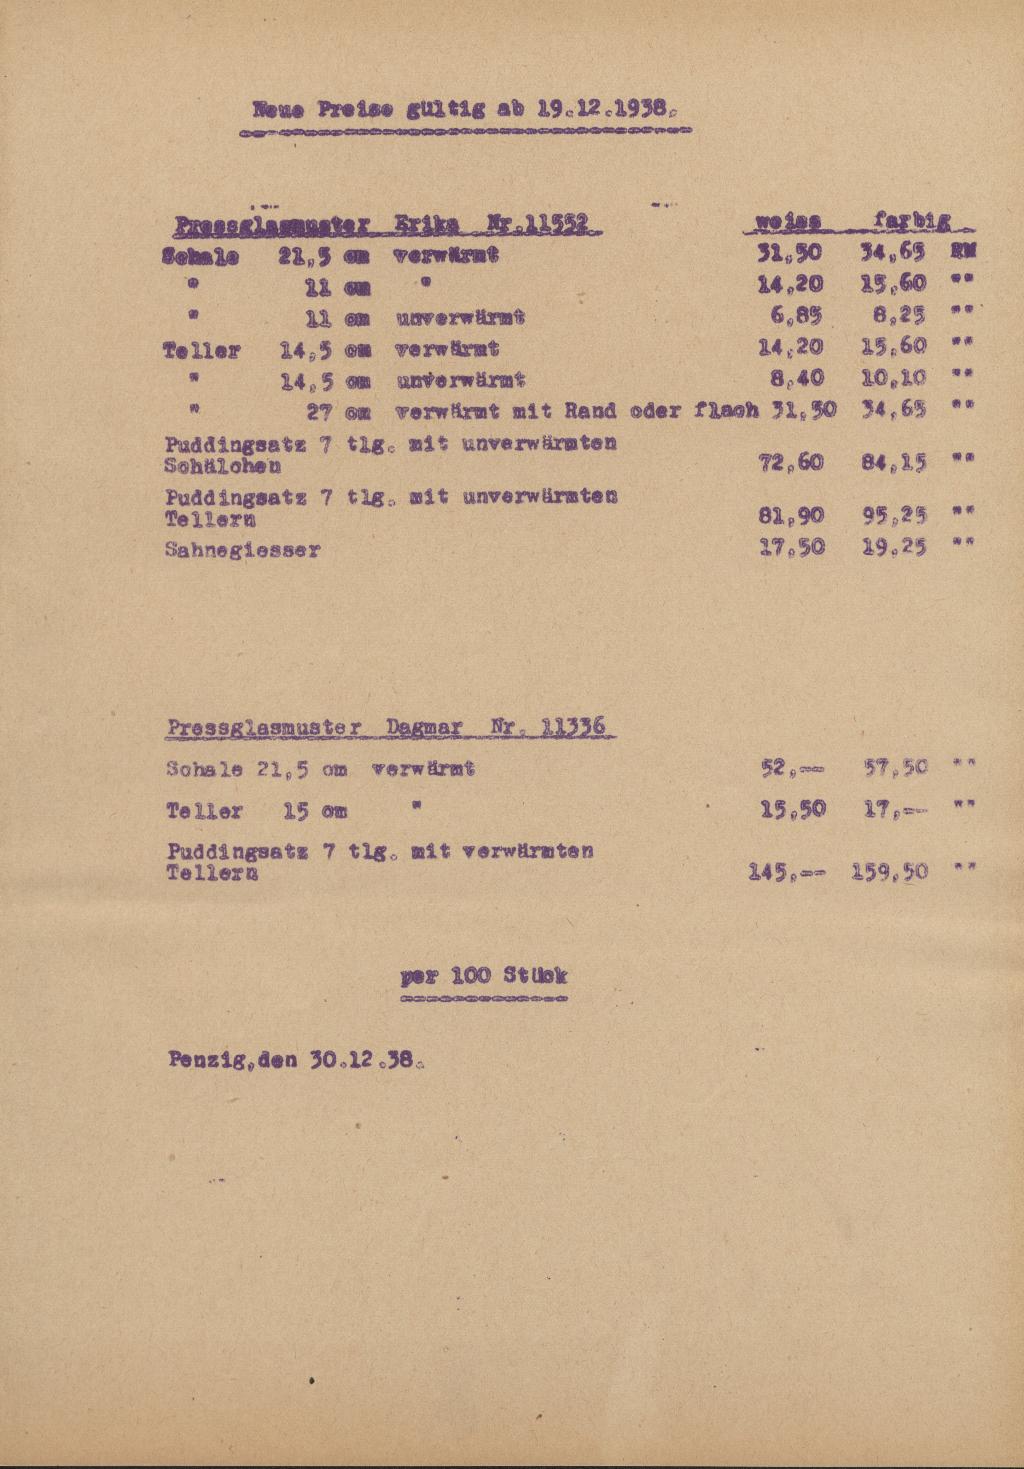 Neue Preise gültig ab 19.12.1938.
Pressglasmuster Erika Nr.11552 weiss farbig
Schale 21,5 cm verwärmt 31,50 34,65 RM
" 11 cm " 14,20 15,60 ""
" 11 cm unverwärmt 6,85 8,25 ""
Teller 14,5 cm verwärmt 14,20 15,60 ""
" 14,5 cm unverwärmt 8,40 10,10 ""
" 27 cm verwärmt mit Rand oder flach 31,50 34,65 ""
Puddingsatz 7 tlg. mit unverwärmten
Schälchen 72,60 84,15 ""
Puddingsatz 7 tlg. mit unverwärmten
Tellern 81,90 95,25 ""
Sahnegiesser 17,50 19,25 ""
Pressglasmuster Dagmar Nr. 11336
Schale 21,5 cm verwärmt 52,-- 57,50 ""
Teller 15 cm " 15,50 17,-- ""
Puddingsatz 7 tlg. mit verwärmten
Tellern 145,-- 159,50 ""
per 100 Stück
Penzig,den 30.12.38.